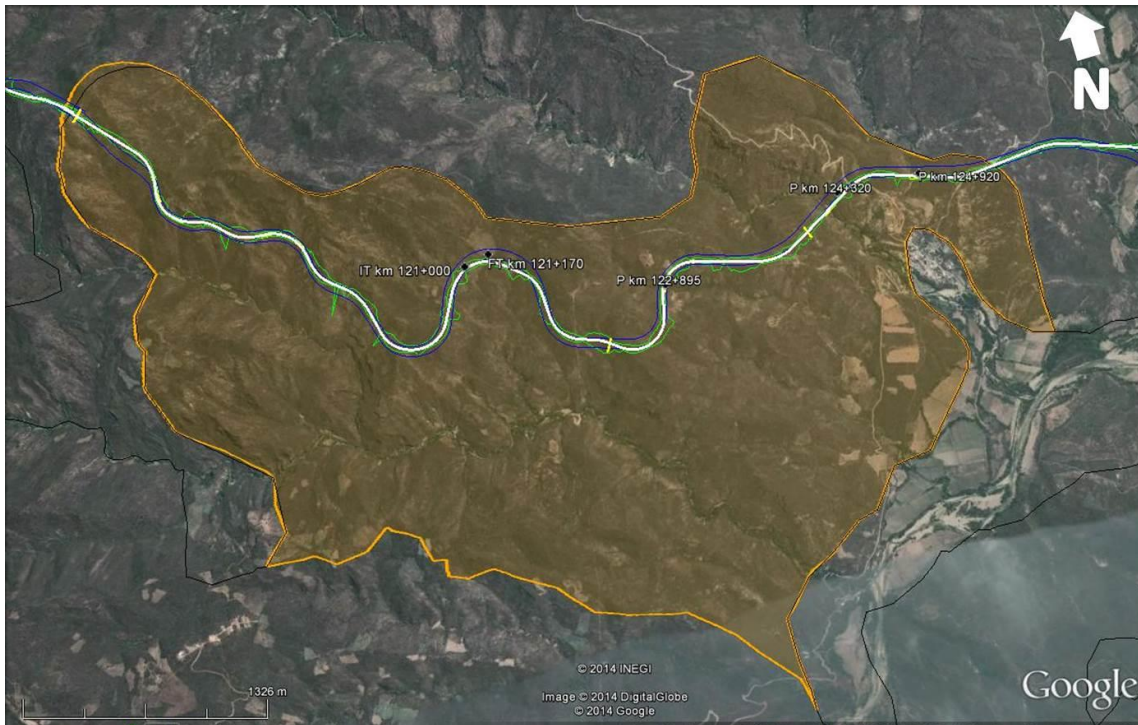 N
P km 124+920
P km 124+320
IT km 121+000
FT km 121+170
P km 122+895
© 2014 INEGI
1326 m
Image © 2014 DigitalGlobe
© 2014 Google
Google